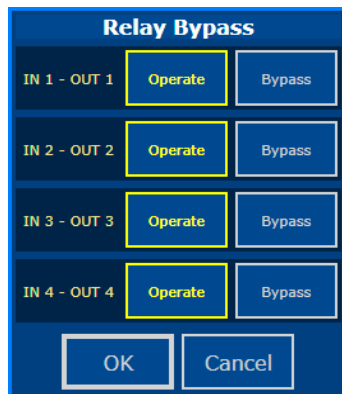 Relay Bypass
IN 1 - OUT 1 Operate Bypass
IN 2 - OUT 2 Operate Bypass
IN 3 - OUT 3 Operate Bypass
IN 4 - OUT 4 Operate Bypass
OK Cancel